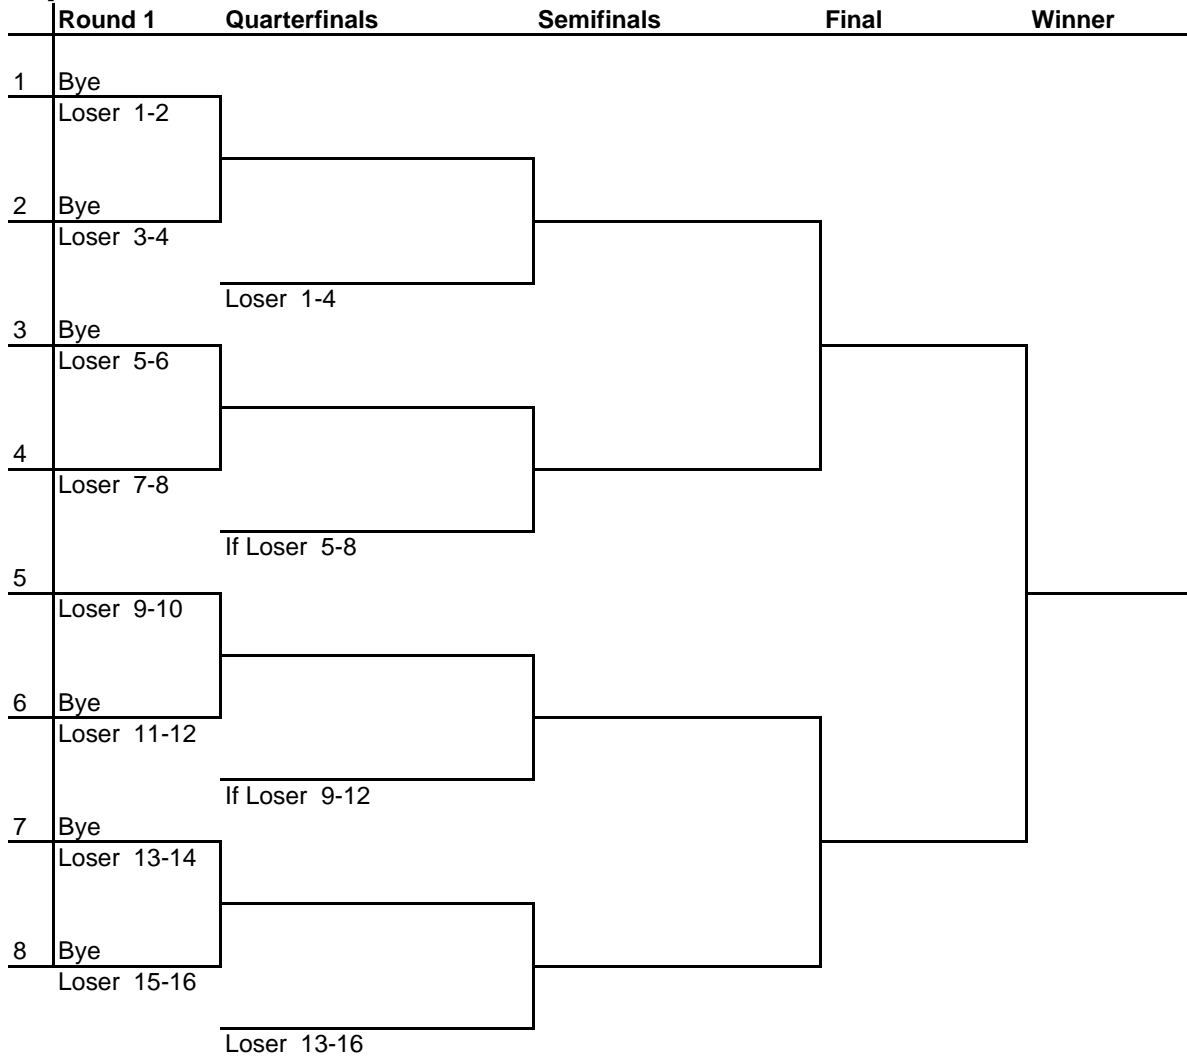 Round 1 Quarterfinals Semifinals Final Winner
1 Bye
Loser 1-2
2 Bye
Loser 3-4
Loser 1-4
3 Bye
Loser 5-6
4
Loser 7-8
If Loser 5-8
5
Loser 9-10
6 Bye
Loser 11-12
If Loser 9-12
7 Bye
Loser 13-14
8 Bye
Loser 15-16
Loser 13-16